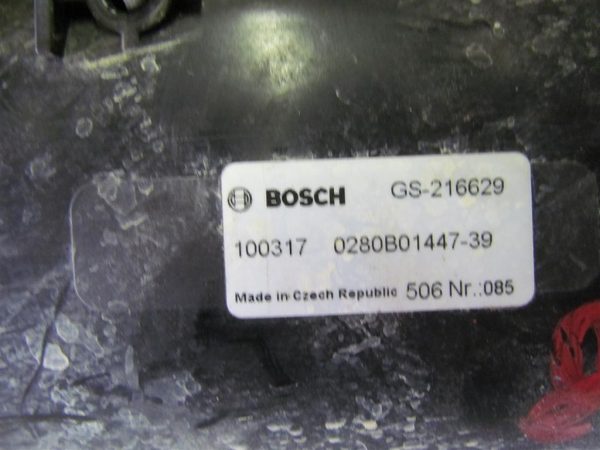 BOSCH GS-216629
100317 0280B01447-39
Made in Czech Republic 506 Nr.:085